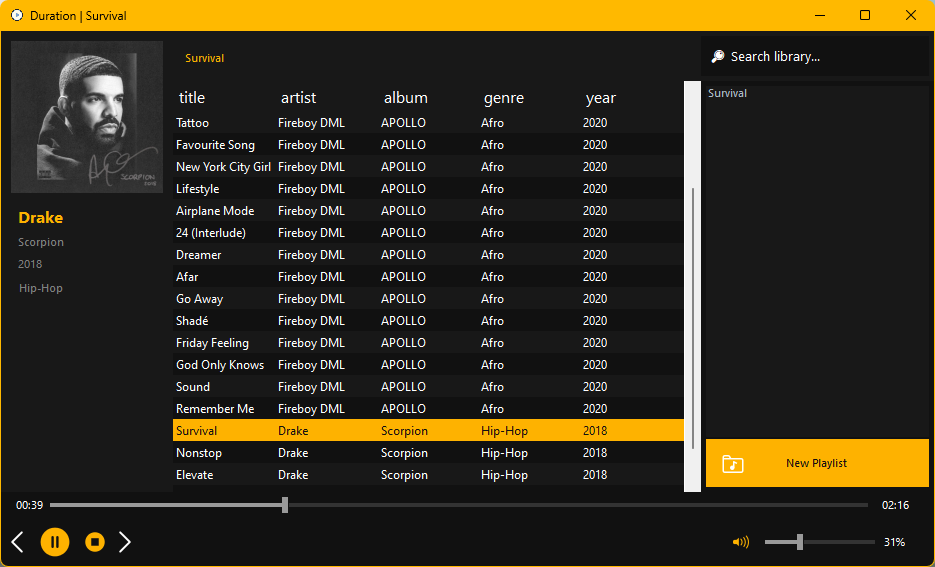 Duration | Survival
SCORPION
2018
Drake
Scorpion
2018
Hip-Hop
Survival
title artist album genre year
Tattoo Fireboy DML APOLLO Afro 2020
Favourite Song Fireboy DML APOLLO Afro 2020
New York City Girl Fireboy DML APOLLO Afro 2020
Lifestyle Fireboy DML APOLLO Afro 2020
Airplane Mode Fireboy DML APOLLO Afro 2020
24 (Interlude) Fireboy DML APOLLO Afro 2020
Dreamer Fireboy DML APOLLO Afro 2020
Afar Fireboy DML APOLLO Afro 2020
Go Away Fireboy DML APOLLO Afro 2020
Shadé Fireboy DML APOLLO Afro 2020
Friday Feeling Fireboy DML APOLLO Afro 2020
God Only Knows Fireboy DML APOLLO Afro 2020
Sound Fireboy DML APOLLO Afro 2020
Remember Me Fireboy DML APOLLO Afro 2020
Survival Drake Scorpion Hip-Hop 2018
Nonstop Drake Scorpion Hip-Hop 2018
Elevate Drake Scorpion Hip-Hop 2018
Search library...
Survival
New Playlist
00:39 02:16
31%